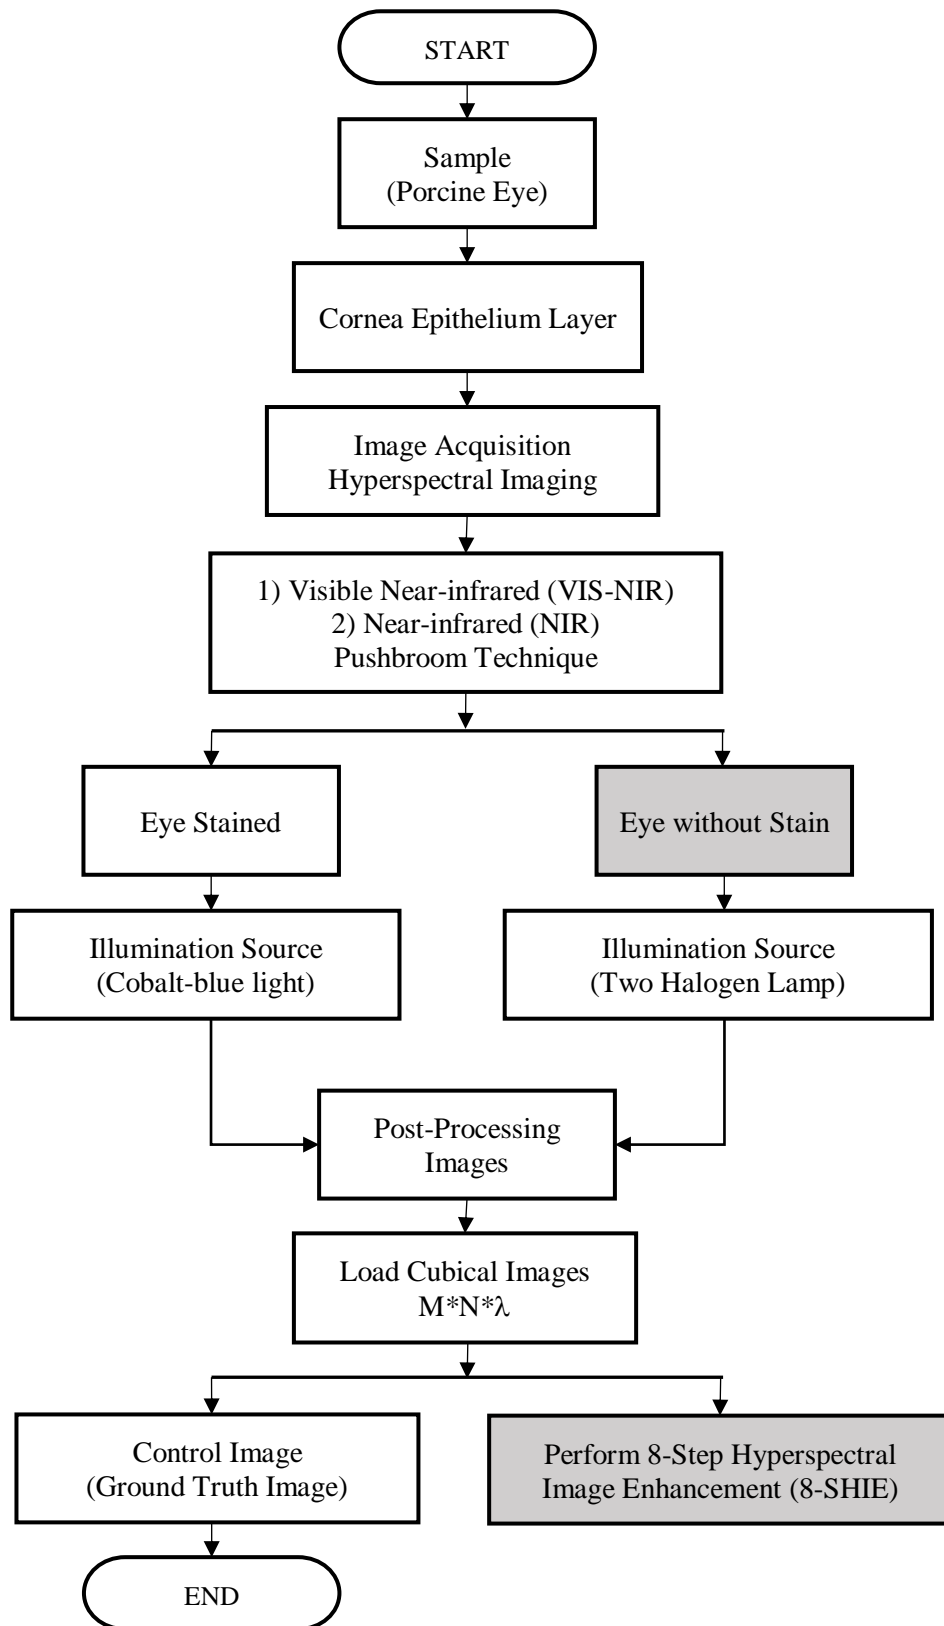 START
Sample
(Porcine Eye)
Cornea Epithelium Layer
Image Acquisition
Hyperspectral Imaging
1) Visible Near-infrared (VIS-NIR)
2) Near-infrared (NIR)
Pushbroom Technique
Eye Stained
Eye without Stain
Illumination Source
(Cobalt-blue light)
Illumination Source
(Two Halogen Lamp)
Post-Processing
Images
Load Cubical Images
M*N*λ
Control Image
(Ground Truth Image)
Perform 8-Step Hyperspectral
Image Enhancement (8-SHIE)
END